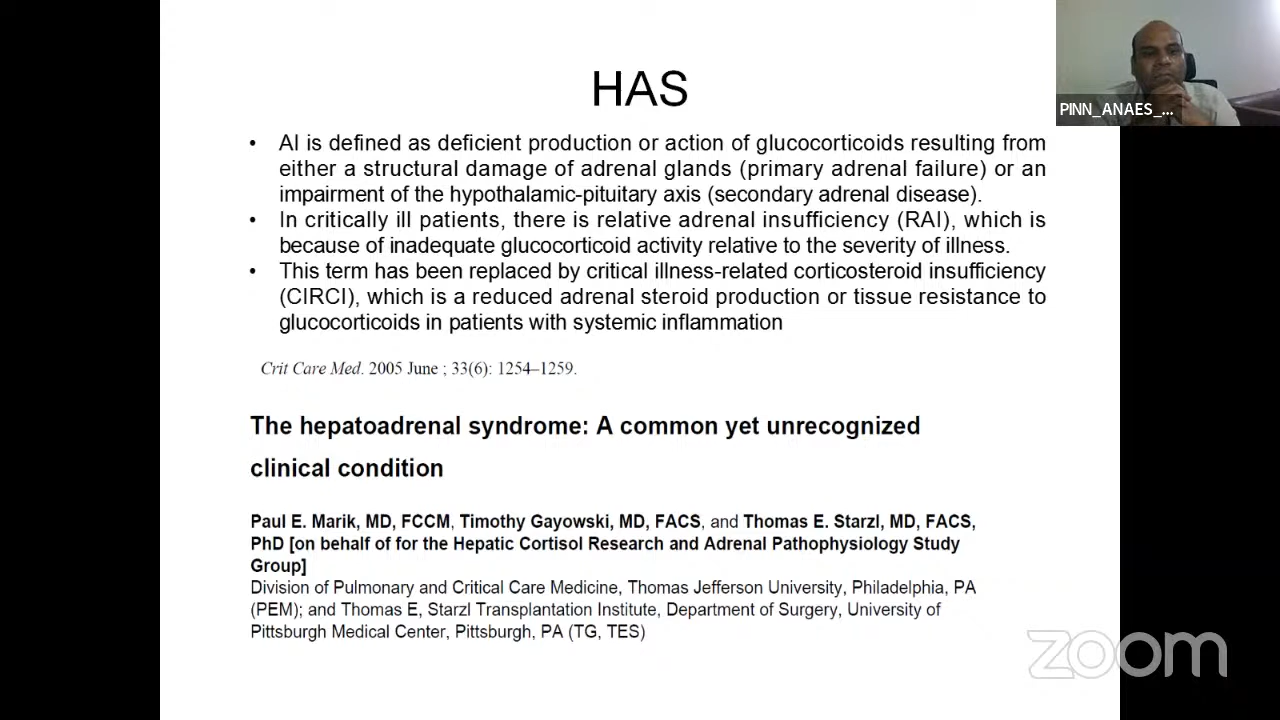 HAS
• AI is defined as deficient production or action of glucocorticoids resulting from
either a structural damage of adrenal glands (primary adrenal failure) or an
impairment of the hypothalamic-pituitary axis (secondary adrenal disease).
• In critically ill patients, there is relative adrenal insufficiency (RAI), which is
because of inadequate glucocorticoid activity relative to the severity of illness.
• This term has been replaced by critical illness-related corticosteroid insufficiency
(CIRCI), which is a reduced adrenal steroid production or tissue resistance to
glucocorticoids in patients with systemic inflammation
Crit Care Med. 2005 June ; 33(6): 1254–1259.
The hepatoadrenal syndrome: A common yet unrecognized
clinical condition
Paul E. Marik, MD, FCCM, Timothy Gayowski, MD, FACS, and Thomas E. Starzl, MD, FACS,
PhD [on behalf of for the Hepatic Cortisol Research and Adrenal Pathophysiology Study
Group]
Division of Pulmonary and Critical Care Medicine, Thomas Jefferson University, Philadelphia, PA
(PEM); and Thomas E, Starzl Transplantation Institute, Department of Surgery, University of
Pittsburgh Medical Center, Pittsburgh, PA (TG, TES)
PINN_ANAES_...
zoom